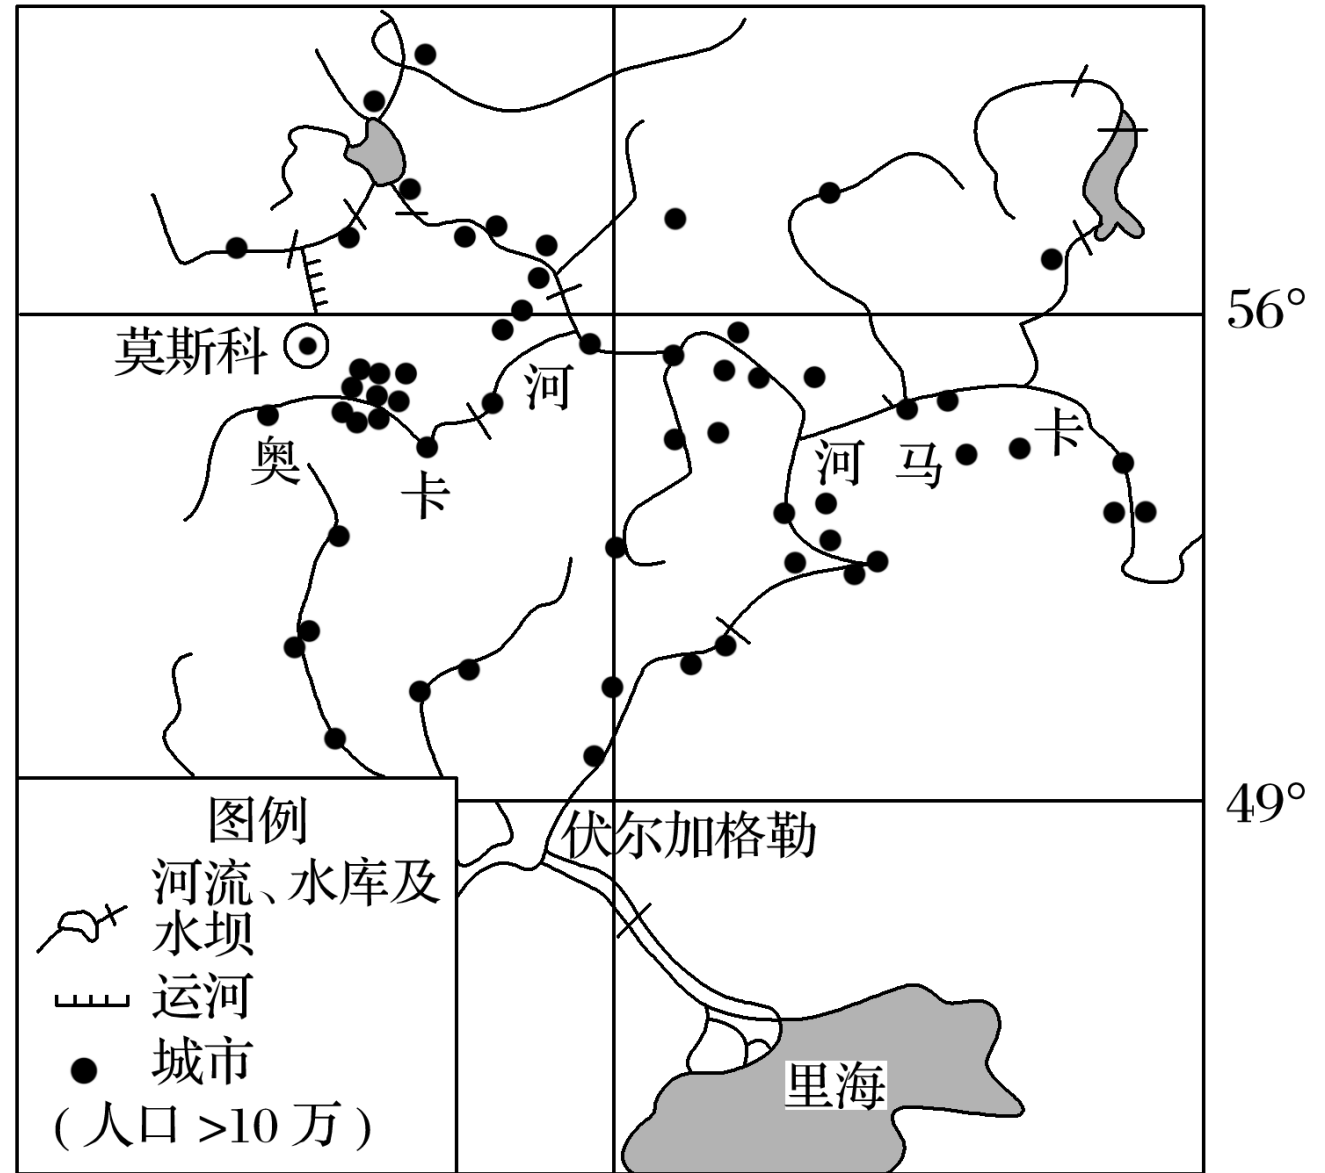 56°
莫斯科
河
奥
卡
河
马
卡
49°
伏尔加格勒
里海
图例
河流、水库及
水坝
运河
城市
(人口>10万)